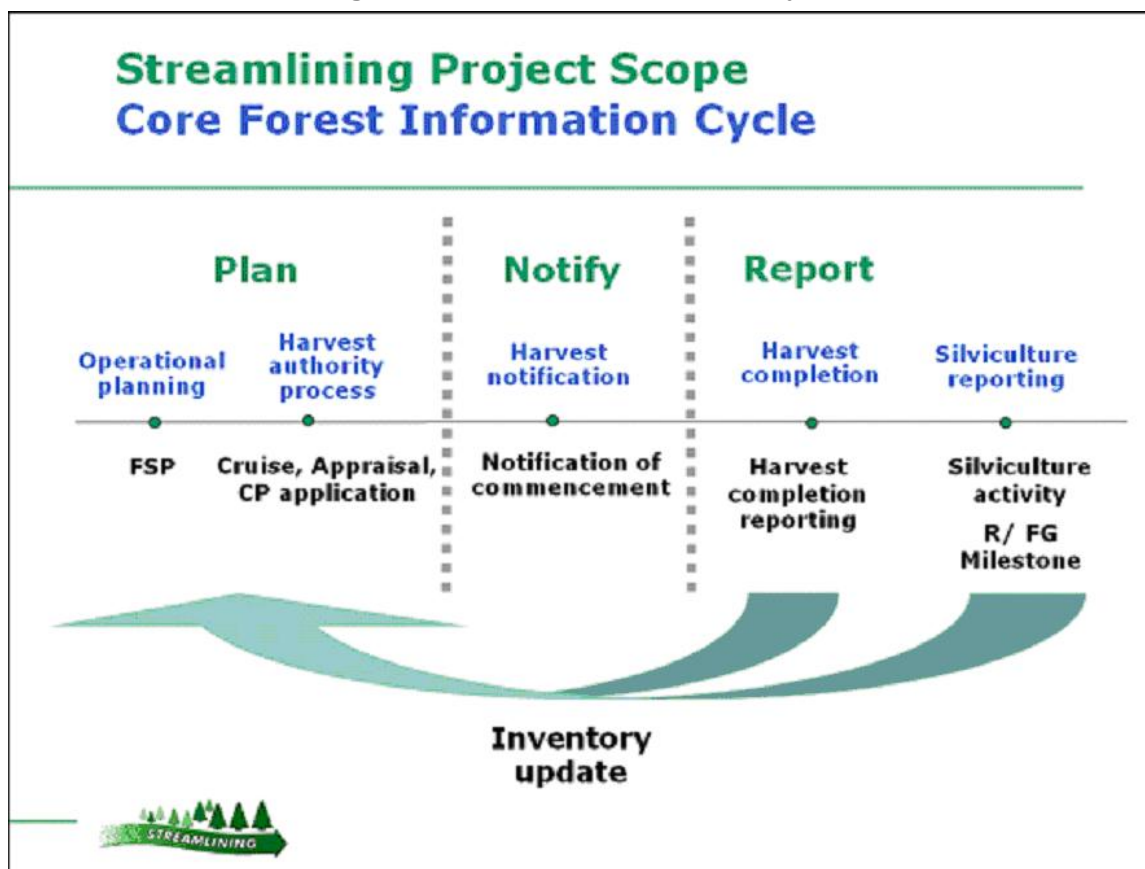 Streamlining Project Scope
Core Forest Information Cycle
Plan
Notify
Report
Operational
planning
Harvest
authority
process
Harvest
notification
Harvest
completion
Silviculture
reporting
FSP
Cruise, Appraisal,
CP application
Notification of
commencement
Harvest
completion
reporting
Silviculture
activity
R/ FG
Milestone
Inventory
update
STREAMLINING